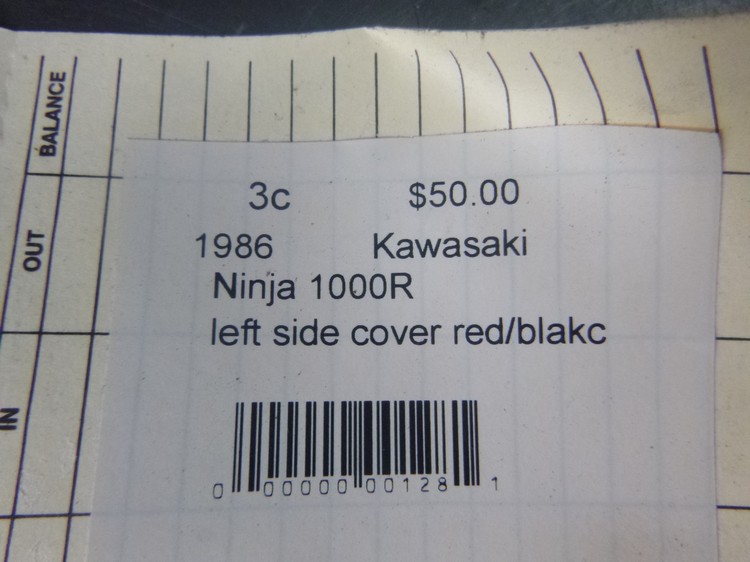 BALANCE
OUT
IN
3c $50.00
1986 Kawasaki
Ninja 1000R
left side cover red/blakc
0 00000 00128 1